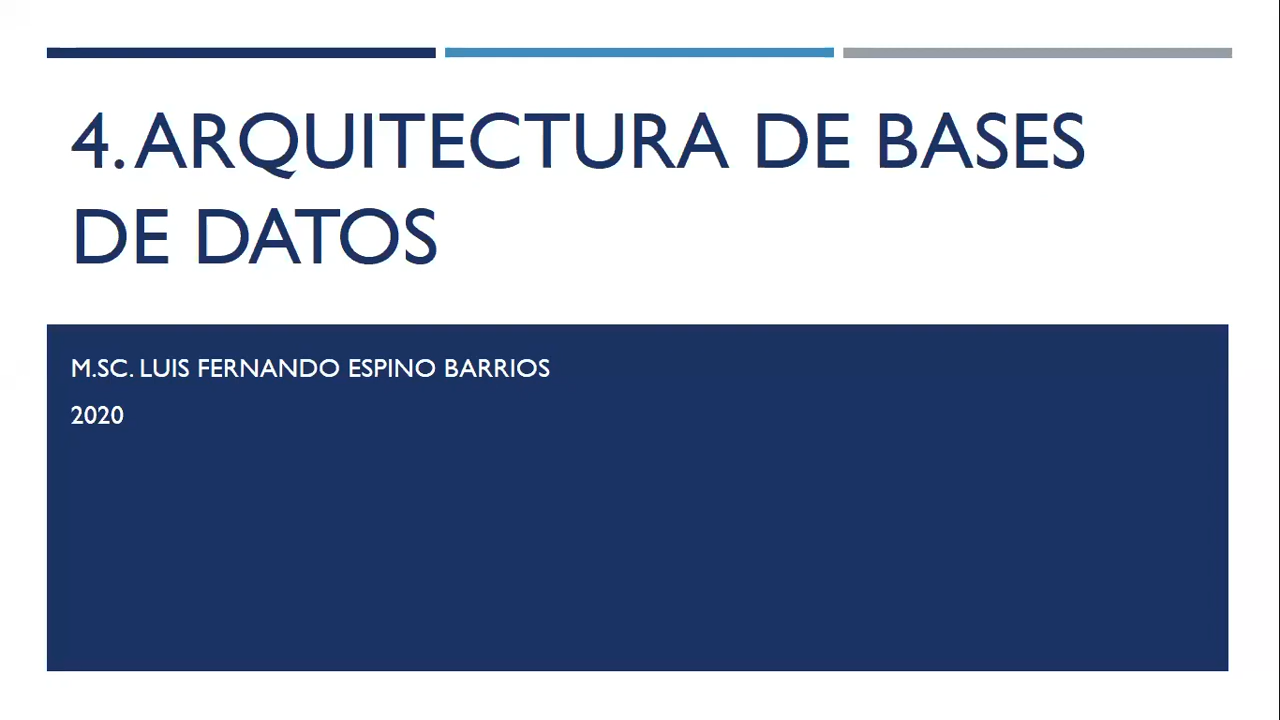 4. ARQUITECTURA DE BASES
DE DATOS
M.SC. LUIS FERNANDO ESPINO BARRIOS
2020